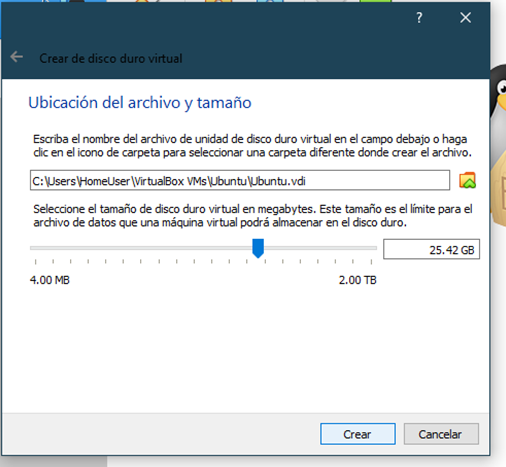 ?
Crear de disco duro virtual
Ubicación del archivo y tamaño
Escriba el nombre del archivo de unidad de disco duro virtual en el campo debajo o haga
clic en el icono de carpeta para seleccionar una carpeta diferente donde crear el archivo.
C:\Users\HomeUser\VirtualBox VMs\Ubuntu\Ubuntu.vdi
Seleccione el tamaño de disco duro virtual en megabytes. Este tamaño es el límite para el
archivo de datos que una máquina virtual podrá almacenar en el disco duro.
25.42 GB
4.00 MB 2.00 TB
Crear Cancelar